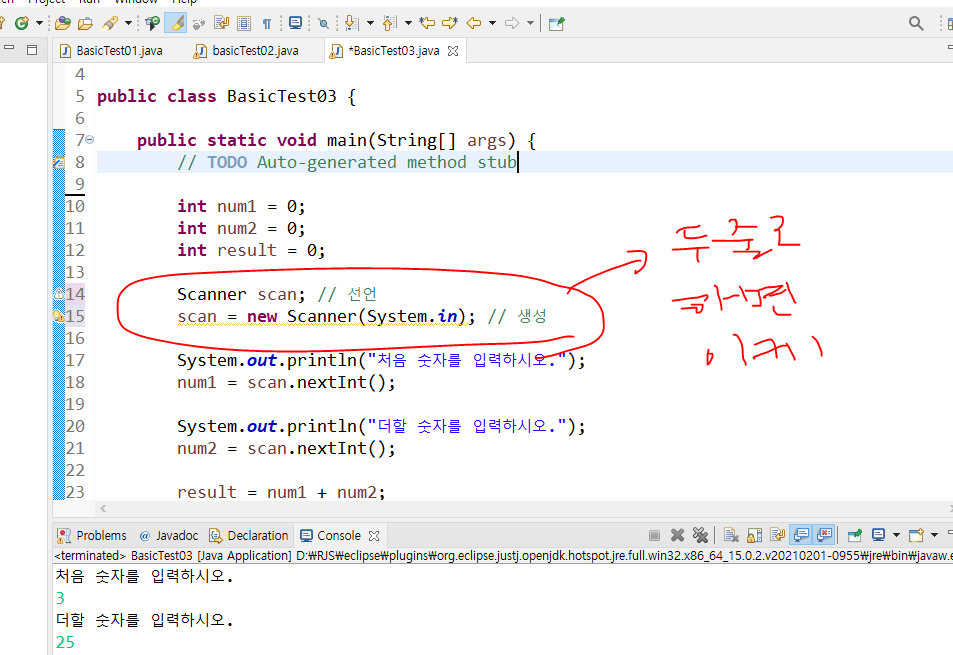 Project Run Window Help
BasicTest01.java basicTest02.java *BasicTest03.java
4
5 public class BasicTest03 {
6
7 public static void main(String[] args) {
8 // TODO Auto-generated method stub
9
10 int num1 = 0;
11 int num2 = 0;
12 int result = 0;
13
14 Scanner scan; // 선언
15 scan = new Scanner(System.in); // 생성
16
17 System.out.println("처음 숫자를 입력하시오.");
18 num1 = scan.nextInt();
19
20 System.out.println("더할 숫자를 입력하시오.");
21 num2 = scan.nextInt();
22
23 result = num1 + num2;
두줄로
하면
이케
Problems @ Javadoc Declaration Console
<terminated> BasicTest03 [Java Application] D:₩RJS₩eclipse₩plugins₩org.eclipse.justj.openjdk.hotspot.jre.full.win32.x86_64_15.0.2.v20210201-0955₩jre₩bin₩javaw.e
처음 숫자를 입력하시오.
3
더할 숫자를 입력하시오.
25